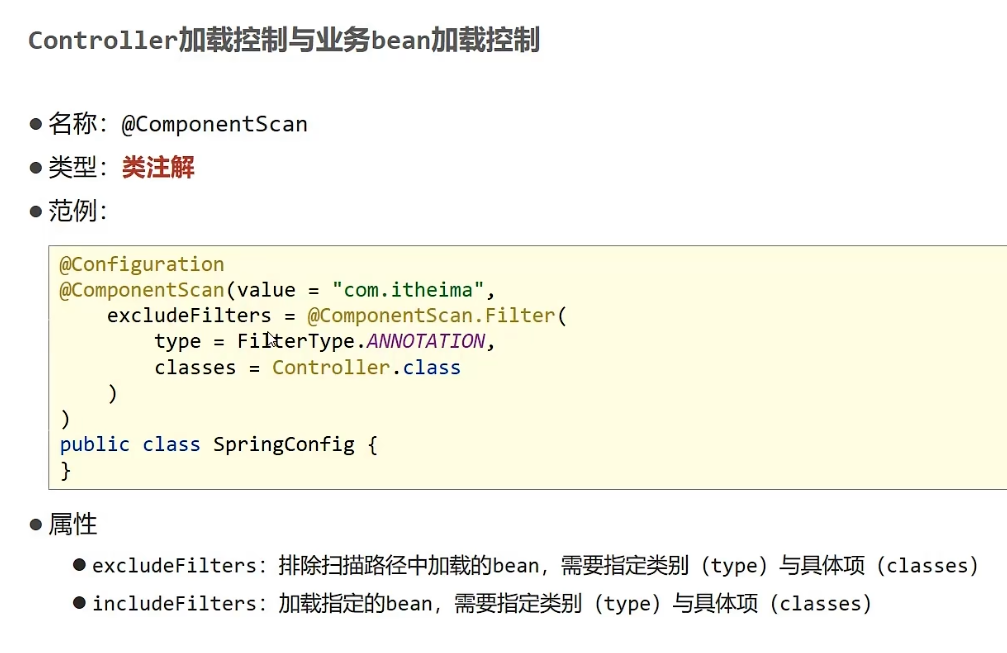 Controller加载控制与业务bean加载控制
● 名称：@ComponentScan
● 类型：类注解
● 范例：
@Configuration
@ComponentScan(value = "com.itheima",
    excludeFilters = @ComponentScan.Filter(
        type = FilterType.ANNOTATION,
        classes = Controller.class
    )
)
public class SpringConfig {
}
● 属性
● excludeFilters：排除扫描路径中加载的bean，需要指定类别（type）与具体项（classes）
● includeFilters：加载指定的bean，需要指定类别（type）与具体项（classes）